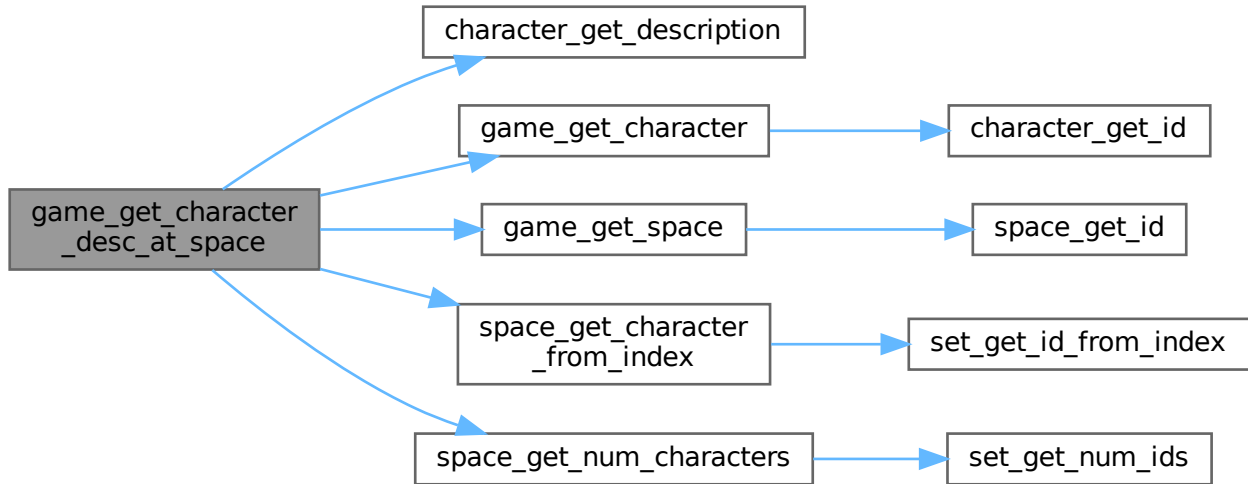 character_get_description
game_get_character
character_get_id
game_get_character
_desc_at_space
game_get_space
space_get_id
space_get_character
_from_index
set_get_id_from_index
space_get_num_characters
set_get_num_ids